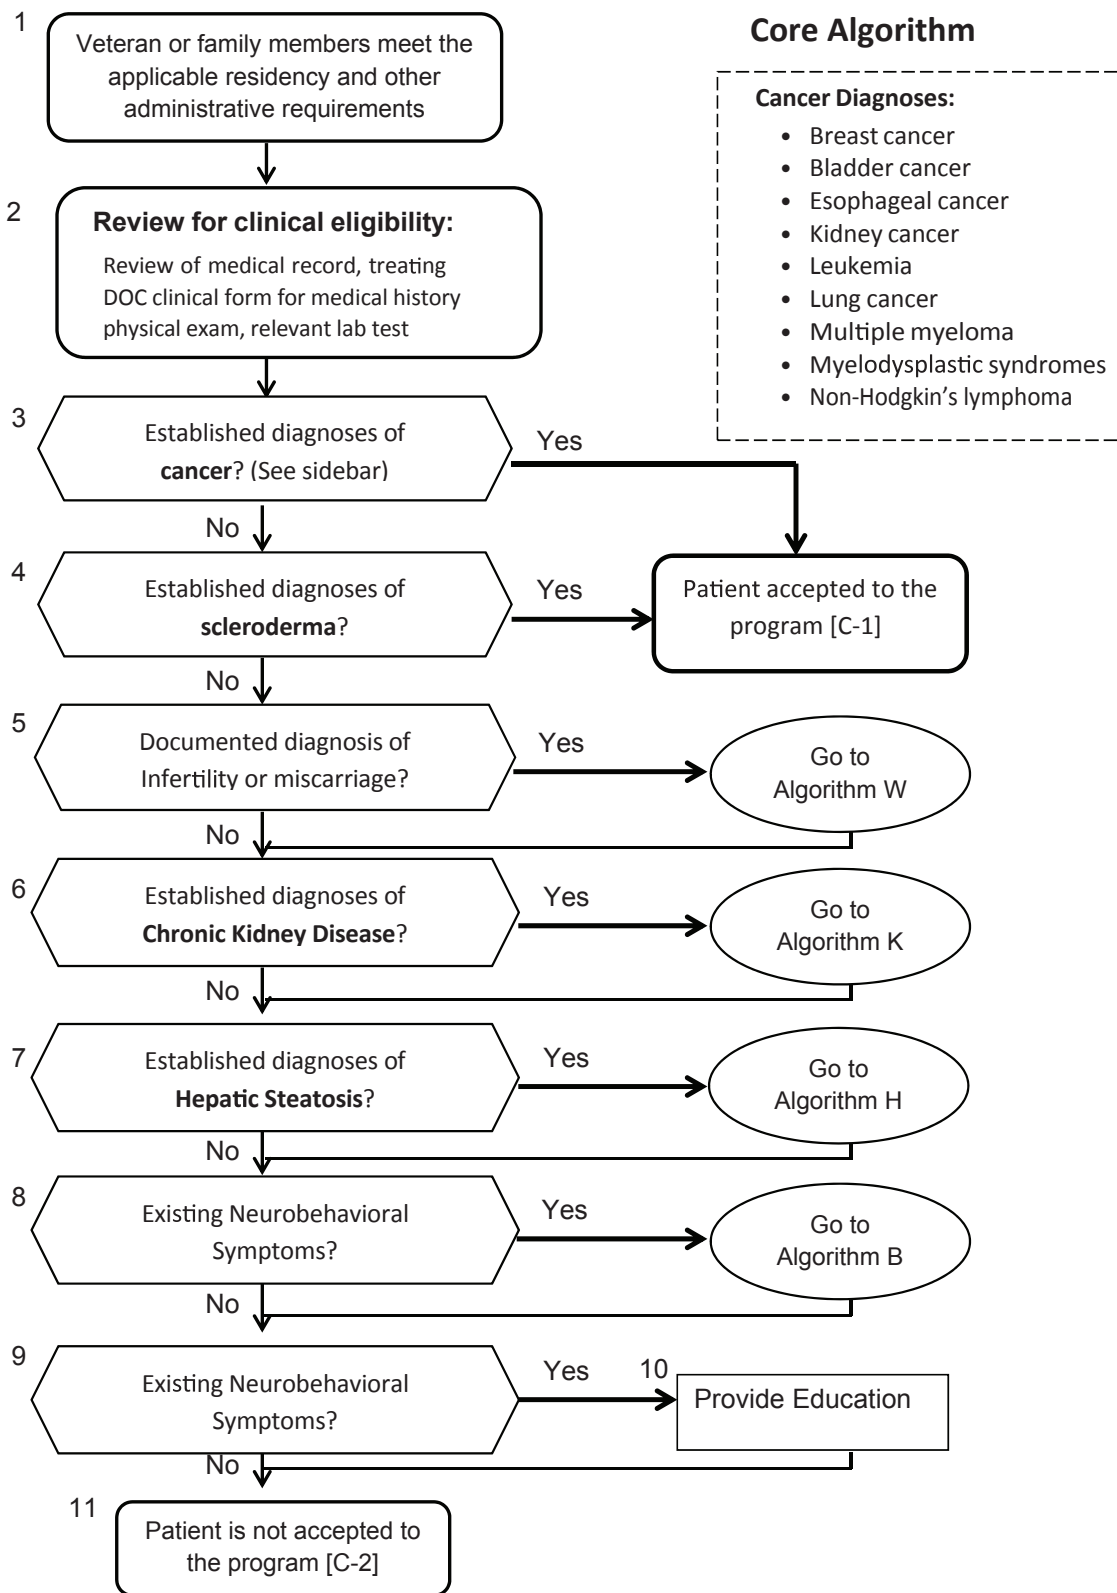 Core Algorithm
1
Veteran or family members meet the
applicable residency and other
administrative requirements
Cancer Diagnoses:
• Breast cancer
• Bladder cancer
• Esophageal cancer
• Kidney cancer
• Leukemia
• Lung cancer
• Multiple myeloma
• Myelodysplastic syndromes
• Non-Hodgkin's lymphoma
2
Review for clinical eligibility:
Review of medical record, treating
DOC clinical form for medical history
physical exam, relevant lab test
3
Established diagnoses of
cancer? (See sidebar)
Yes
No
4
Established diagnoses of
scleroderma?
Yes
Patient accepted to the
program [C-1]
No
5
Documented diagnosis of
Infertility or miscarriage?
Yes
Go to
Algorithm W
No
6
Established diagnoses of
Chronic Kidney Disease?
Yes
Go to
Algorithm K
No
7
Established diagnoses of
Hepatic Steatosis?
Yes
Go to
Algorithm H
No
8
Existing Neurobehavioral
Symptoms?
Yes
Go to
Algorithm B
No
9
Existing Neurobehavioral
Symptoms?
Yes
10
Provide Education
No
11
Patient is not accepted to
the program [C-2]